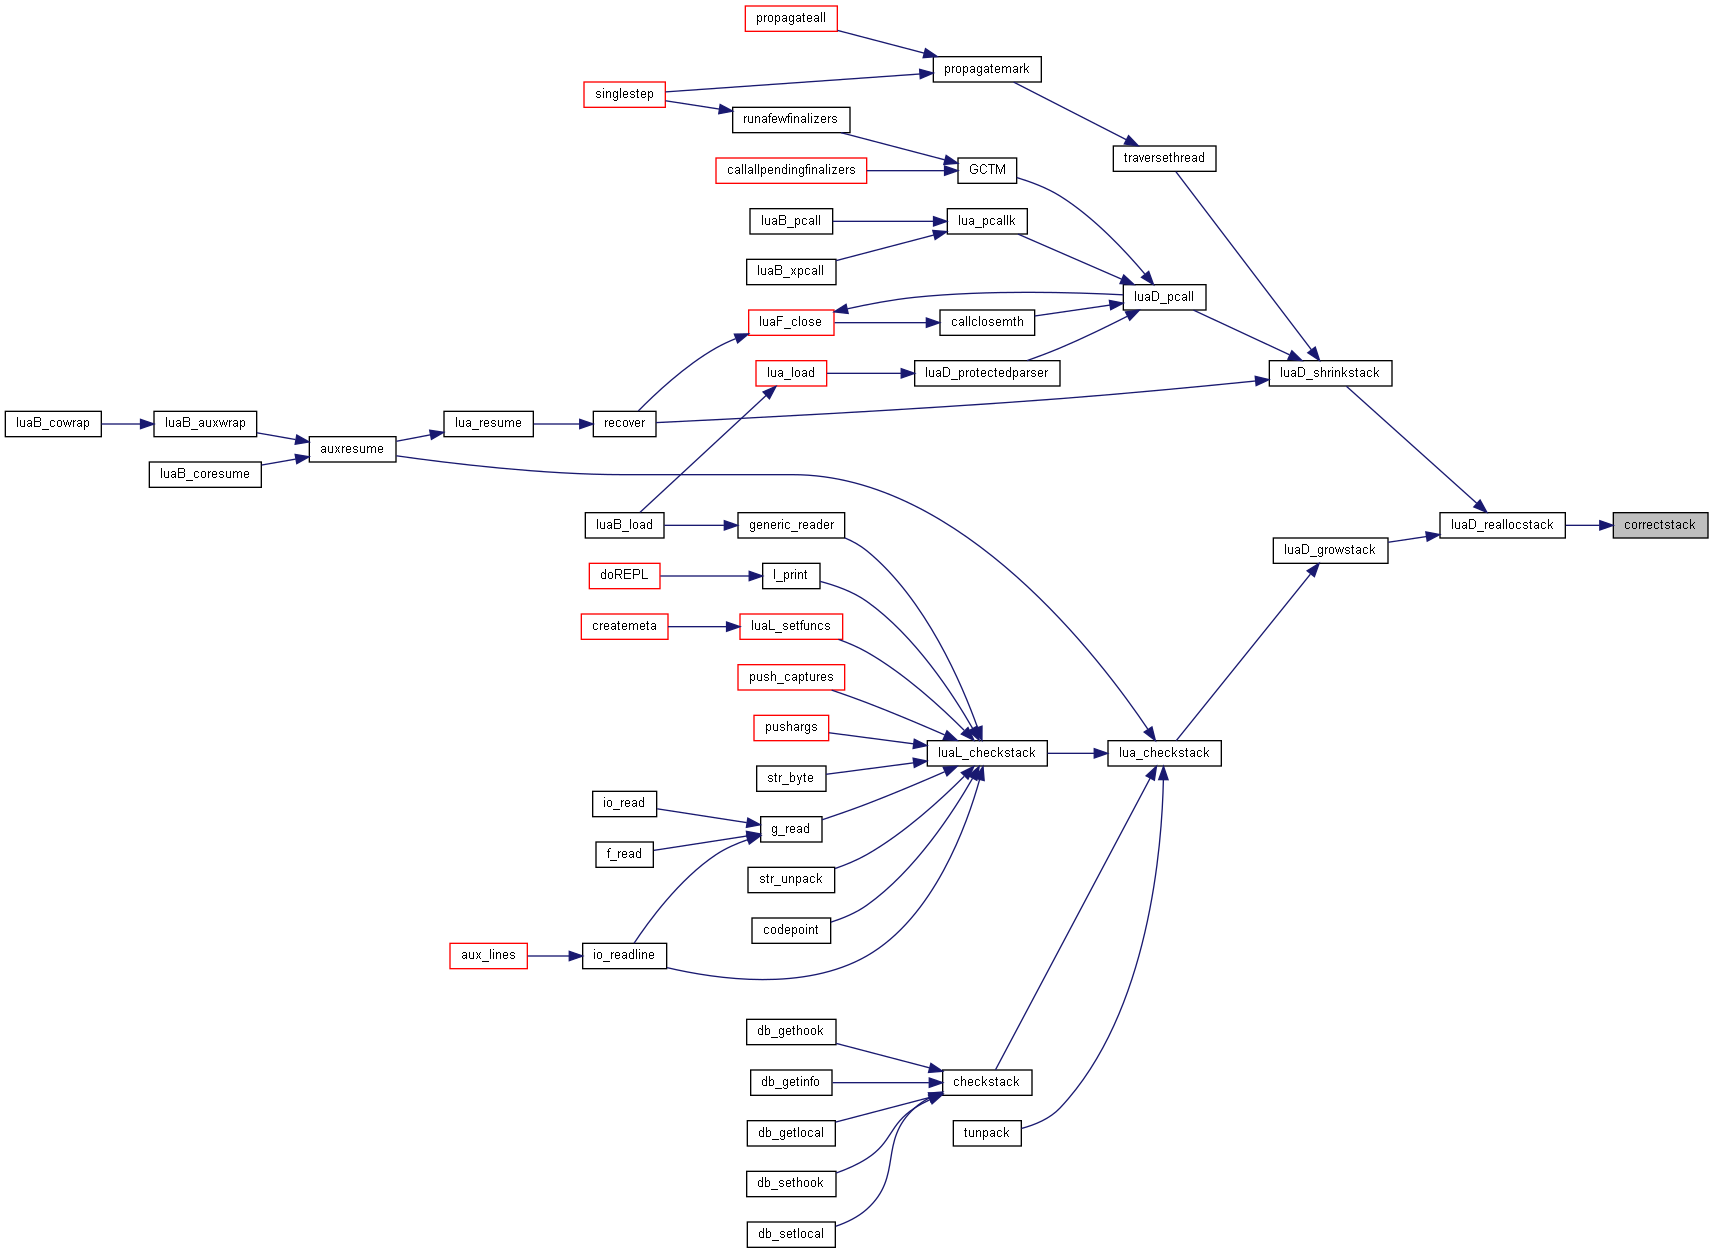 propagateall
propagatemark
singlestep
runafewfinalizers
traversethread
callallpendingfinalizers
GCTM
luaB_pcall
lua_pcallk
luaB_xpcall
luaD_pcall
luaF_close
callclosemth
lua_load
luaD_protectedparser
luaD_shrinkstack
luaB_cowrap
luaB_auxwrap
lua_resume
recover
auxresume
luaB_coresume
luaB_load
generic_reader
luaD_reallocstack
correctstack
luaD_growstack
doREPL
l_print
createmeta
luaL_setfuncs
push_captures
pushargs
luaL_checkstack
lua_checkstack
str_byte
io_read
g_read
f_read
str_unpack
codepoint
aux_lines
io_readline
db_gethook
db_getinfo
checkstack
db_getlocal
tunpack
db_sethook
db_setlocal